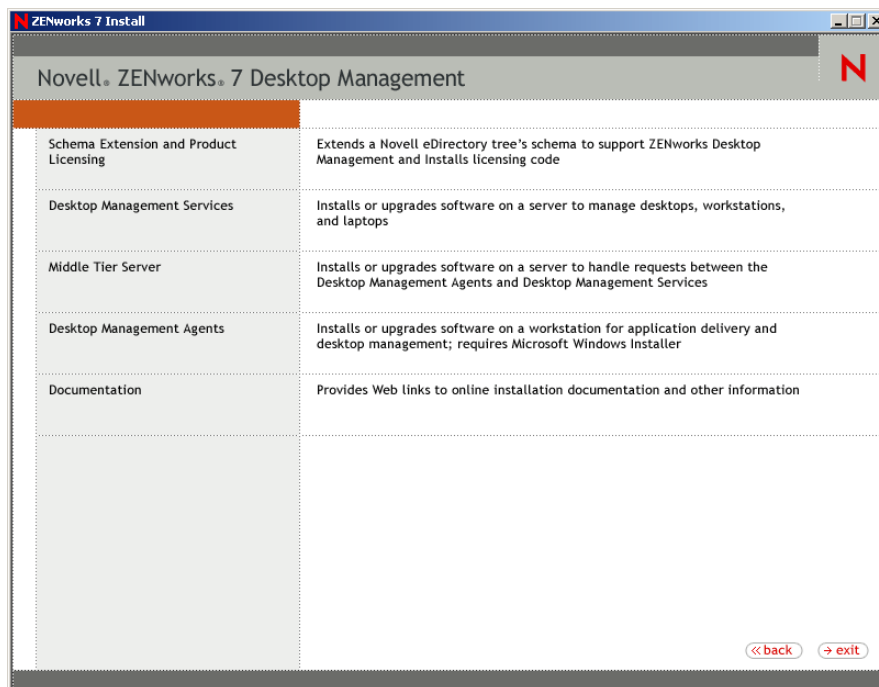 ZENworks 7 Install
Novell® ZENworks® 7 Desktop Management
N
Schema Extension and Product
Licensing
Extends a Novell eDirectory tree's schema to support ZENworks Desktop
Management and Installs licensing code
Desktop Management Services
Installs or upgrades software on a server to manage desktops, workstations,
and laptops
Middle Tier Server
Installs or upgrades software on a server to handle requests between the
Desktop Management Agents and Desktop Management Services
Desktop Management Agents
Installs or upgrades software on a workstation for application delivery and
desktop management; requires Microsoft Windows Installer
Documentation
Provides Web links to online installation documentation and other information
« back
→ exit